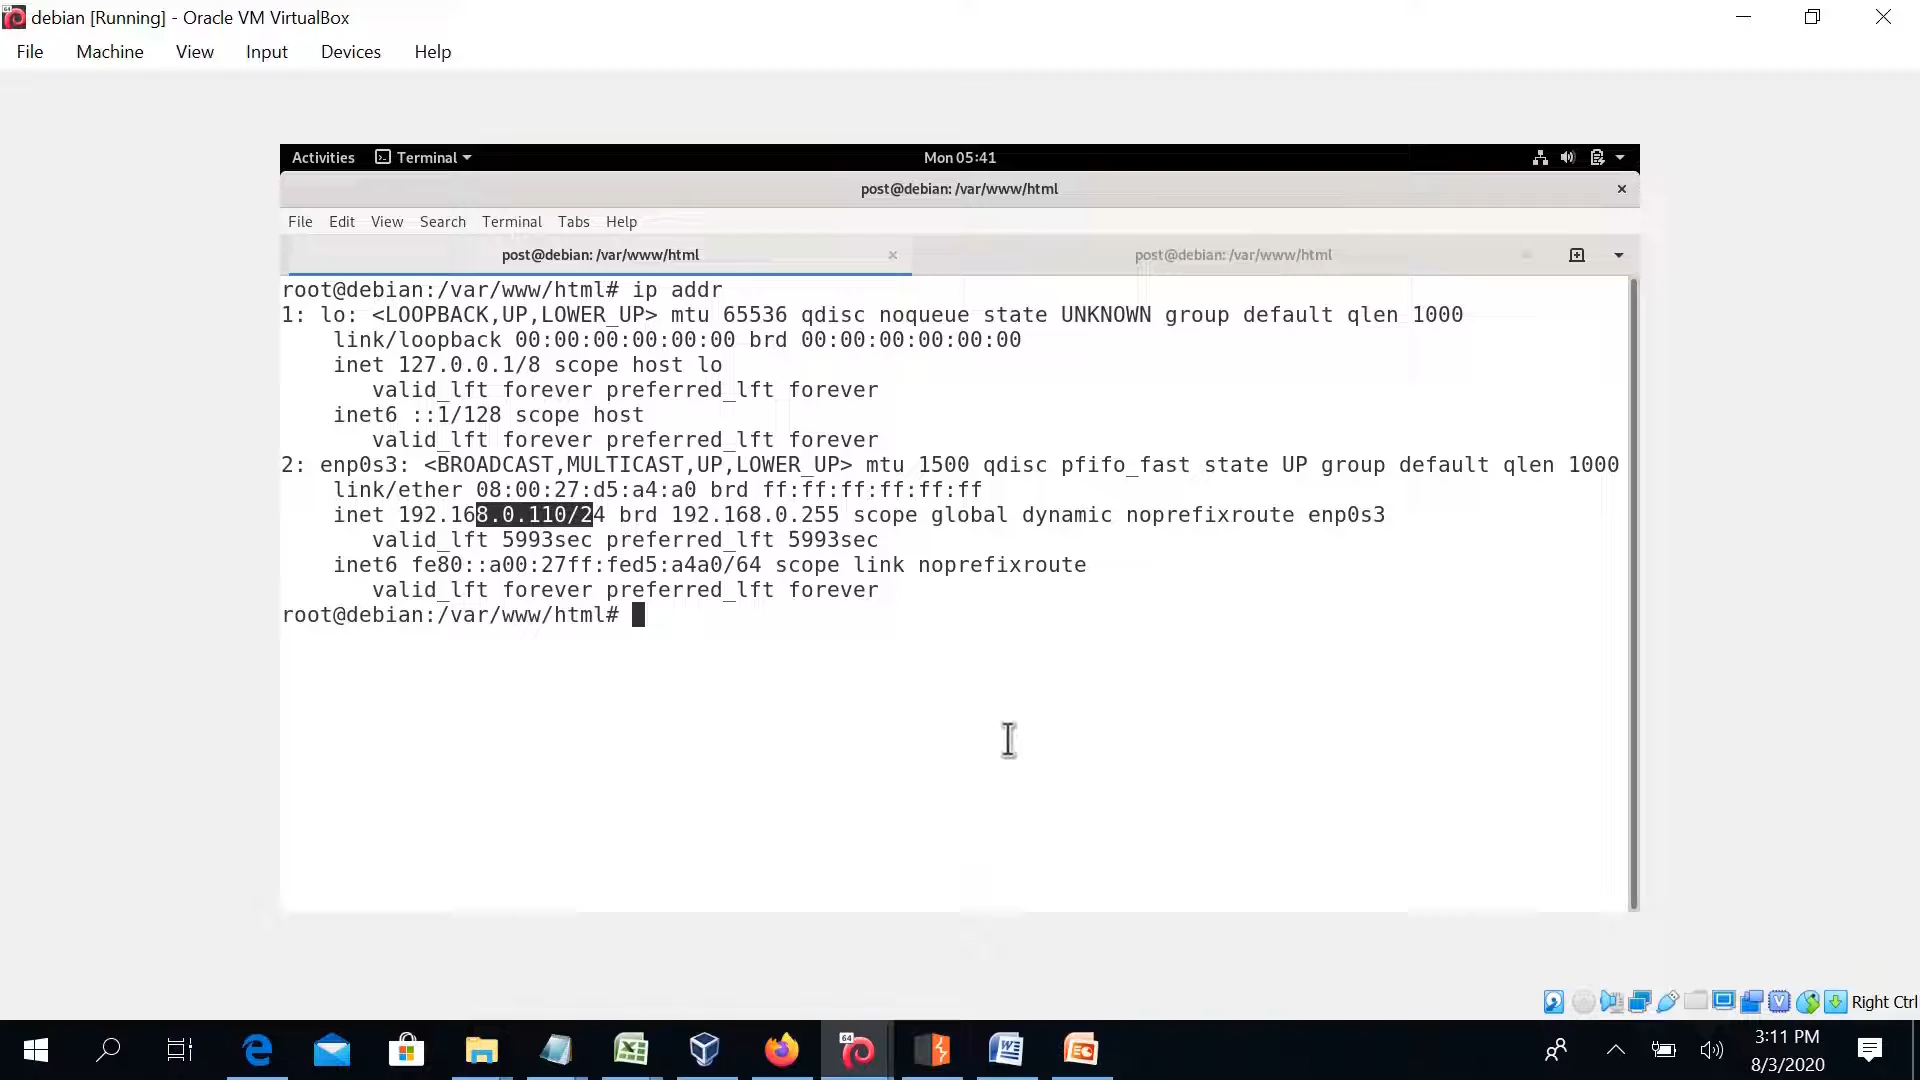 debian [Running] - Oracle VM VirtualBox
File Machine View Input Devices Help
Activities Terminal Mon 05:41
post@debian: /var/www/html
File Edit View Search Terminal Tabs Help
post@debian: /var/www/html post@debian: /var/www/html
root@debian:/var/www/html# ip addr
1: lo: <LOOPBACK,UP,LOWER_UP> mtu 65536 qdisc noqueue state UNKNOWN group default qlen 1000
link/loopback 00:00:00:00:00:00 brd 00:00:00:00:00:00
inet 127.0.0.1/8 scope host lo
valid_lft forever preferred_lft forever
inet6 ::1/128 scope host
valid_lft forever preferred_lft forever
2: enp0s3: <BROADCAST,MULTICAST,UP,LOWER_UP> mtu 1500 qdisc pfifo_fast state UP group default qlen 1000
link/ether 08:00:27:d5:a4:a0 brd ff:ff:ff:ff:ff:ff
inet 192.168.0.110/24 brd 192.168.0.255 scope global dynamic noprefixroute enp0s3
valid_lft 5993sec preferred_lft 5993sec
inet6 fe80::a00:27ff:fed5:a4a0/64 scope link noprefixroute
valid_lft forever preferred_lft forever
root@debian:/var/www/html#
Right Ctrl
64
3:11 PM
8/3/2020